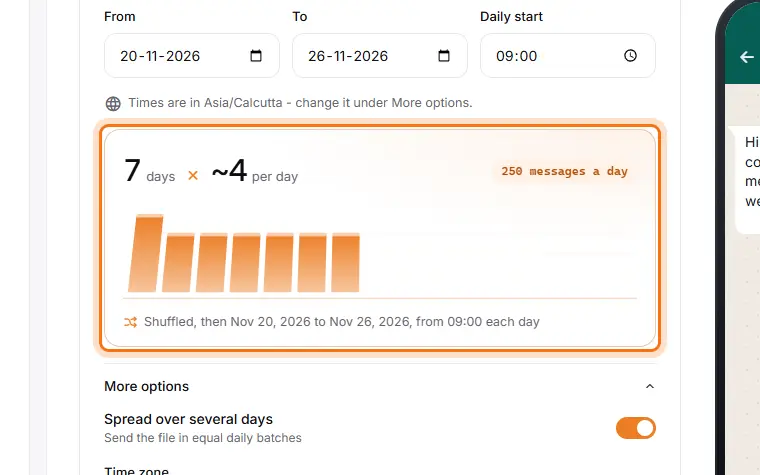 From To Daily start
20-11-2026 26-11-2026 09:00
Times are in Asia/Calcutta - change it under More options.
7 days × ~4 per day 250 messages a day
Shuffled, then Nov 20, 2026 to Nov 26, 2026, from 09:00 each day
More options
Spread over several days
Send the file in equal daily batches
Time zone
Hi